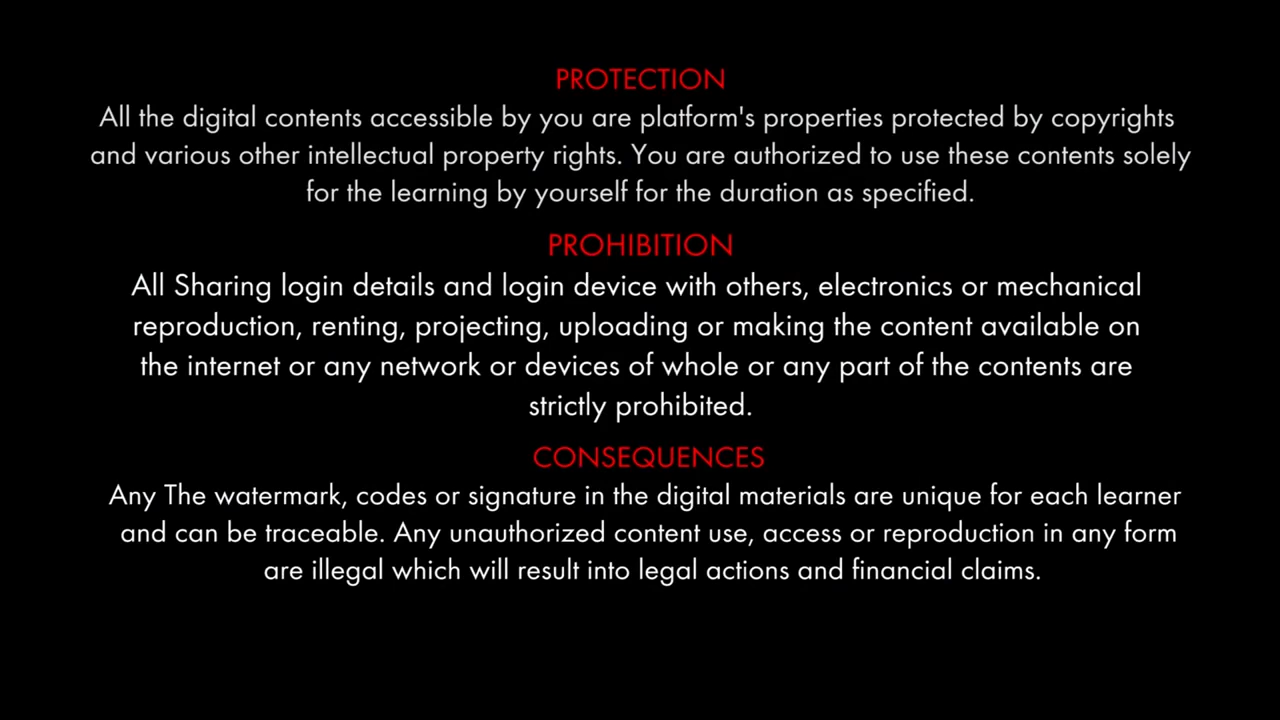 PROTECTION
All the digital contents accessible by you are platform's properties protected by copyrights
and various other intellectual property rights. You are authorized to use these contents solely
for the learning by yourself for the duration as specified.
PROHIBITION
All Sharing login details and login device with others, electronics or mechanical
reproduction, renting, projecting, uploading or making the content available on
the internet or any network or devices of whole or any part of the contents are
strictly prohibited.
CONSEQUENCES
Any The watermark, codes or signature in the digital materials are unique for each learner
and can be traceable. Any unauthorized content use, access or reproduction in any form
are illegal which will result into legal actions and financial claims.